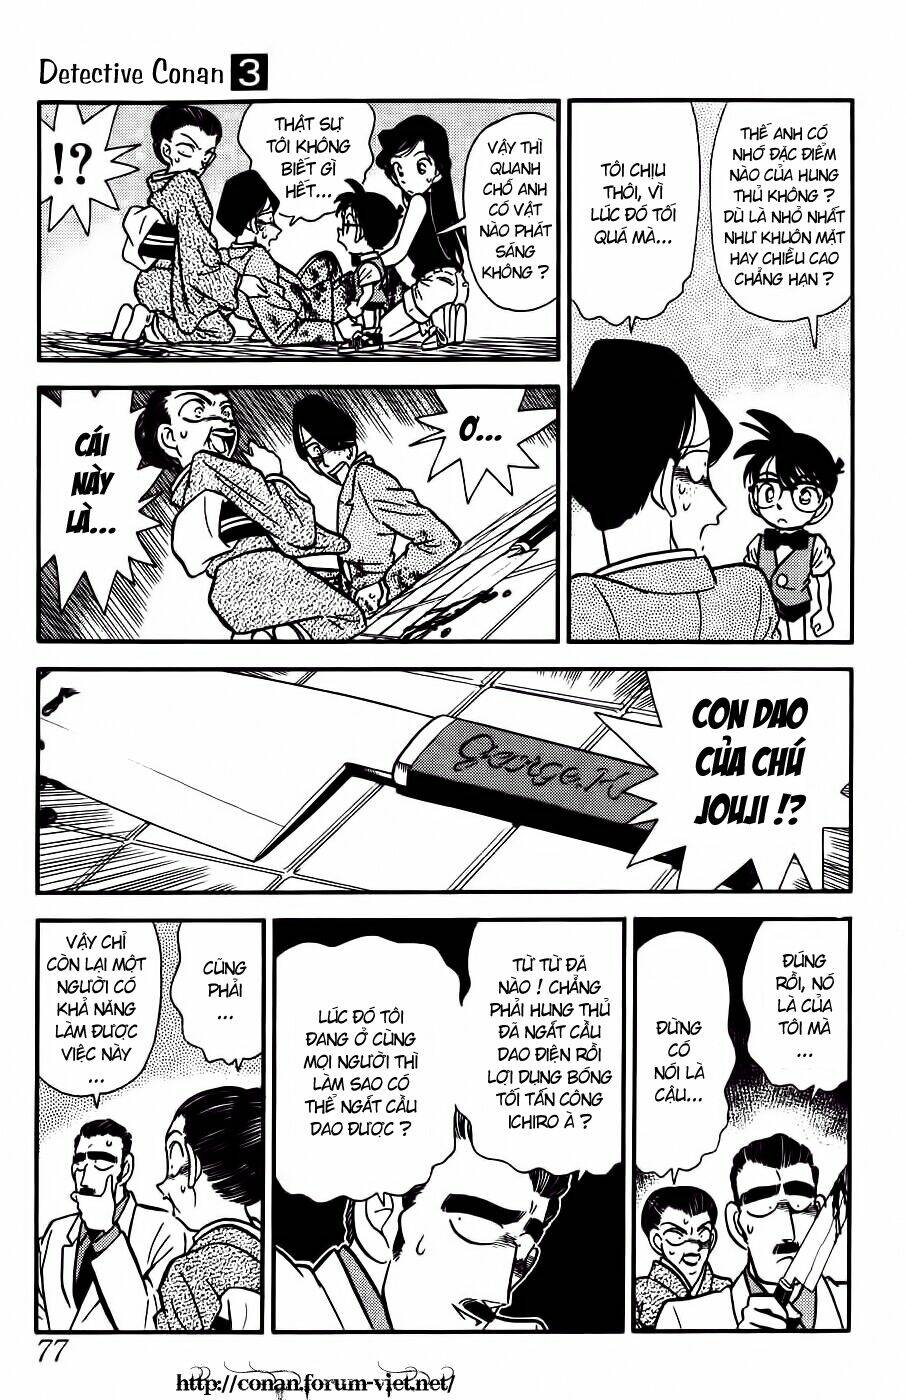 Detective Conan 3
THẾ ANH CÓ
NHỚ ĐẶC ĐIỂM
NÀO CỦA HUNG
THỦ KHÔNG ?
DÙ LÀ NHỎ NHẤT
NHƯ KHUÔN MẶT
HAY CHIỀU CAO
CHẲNG HẠN ?
TÔI CHỊU
THÔI, VÌ
LÚC ĐÓ TỐI
QUÁ MÀ...
VẬY THÌ
QUANH
CHỖ ANH
CÓ VẬT
NÀO PHÁT
SÁNG
KHÔNG ?
THẬT SỰ
TÔI KHÔNG
BIẾT GÌ
HẾT...
!?
Ơ...
CÁI
NÀY
LÀ...
george.H
CON DAO
CỦA CHÚ
JOUJI !?
ĐÚNG
RỒI, NÓ
LÀ CỦA
TÔI MÀ
...
ĐỪNG
CÓ
NÓI LÀ
CẬU...
TỪ TỪ ĐÃ
NÀO ! CHẲNG
PHẢI HUNG THỦ
ĐÃ NGẮT CẦU
DAO ĐIỆN RỒI
LỢI DỤNG BÓNG
TỐI TẤN CÔNG
ICHIRO À ?
LÚC ĐÓ TÔI
ĐANG Ở CÙNG
MỌI NGƯỜI THÌ
LÀM SAO CÓ
THỂ NGẮT CẦU
DAO ĐƯỢC ?
CŨNG
PHẢI
...
VẬY CHỈ
CÒN LẠI MỘT
NGƯỜI CÓ
KHẢ NĂNG
LÀM ĐƯỢC
VIỆC NÀY
...
77
http://conan.forum-viet.net/